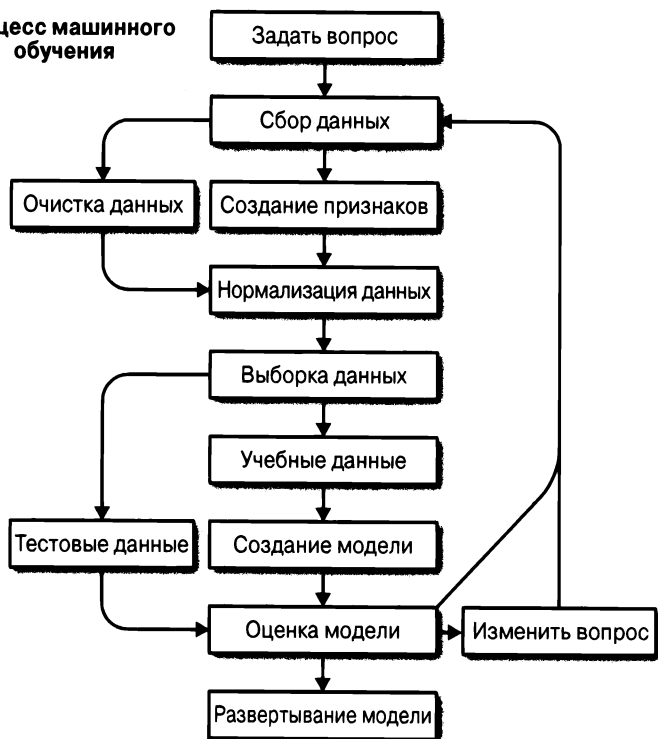 цесс машинного
обучения
Задать вопрос
Сбор данных
Очистка данных
Создание признаков
Нормализация данных
Выборка данных
Учебные данные
Тестовые данные
Создание модели
Оценка модели
Изменить вопрос
Развертывание модели